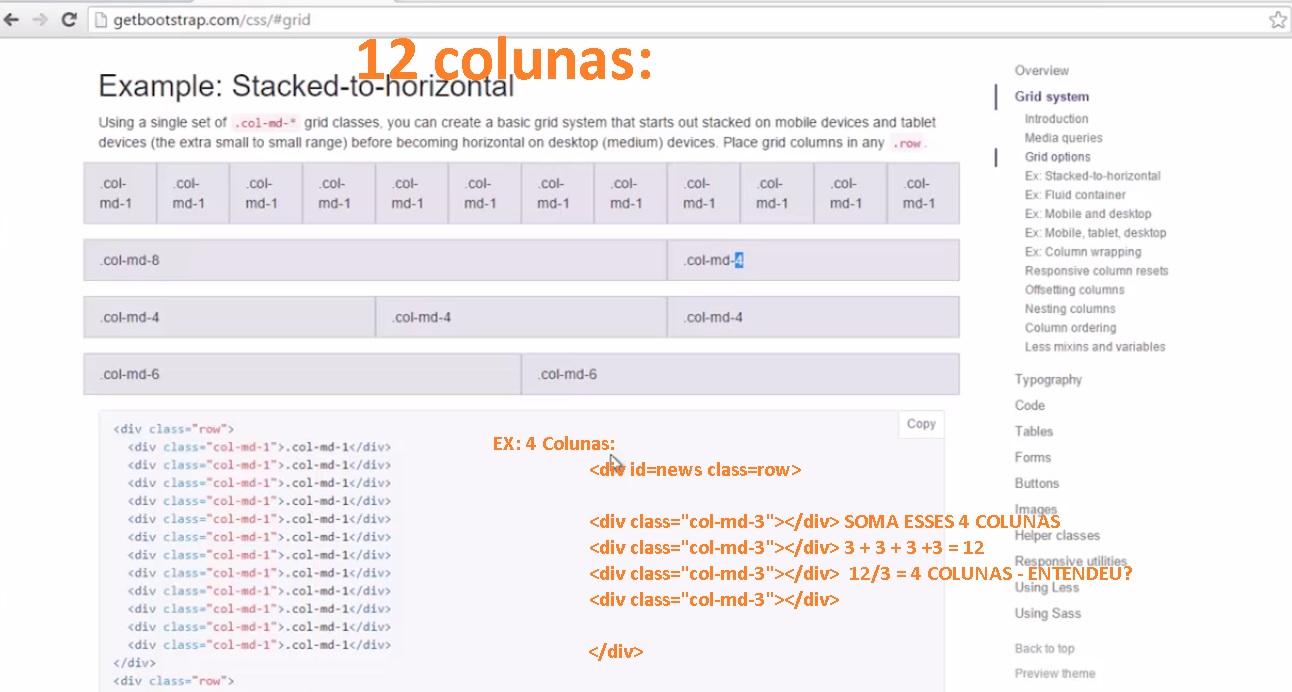 getbootstrap.com/css/#grid
12 colunas:
Example: Stacked-to-horizontal
Using a single set of .col-md-* grid classes, you can create a basic grid system that starts out stacked on mobile devices and tablet
devices (the extra small to small range) before becoming horizontal on desktop (medium) devices. Place grid columns in any .row.
.col-md-1 .col-md-1 .col-md-1 .col-md-1 .col-md-1 .col-md-1 .col-md-1 .col-md-1 .col-md-1 .col-md-1 .col-md-1 .col-md-1
.col-md-8 .col-md-4
.col-md-4 .col-md-4 .col-md-4
.col-md-6 .col-md-6
Copy
<div class="row">
<div class="col-md-1">.col-md-1</div>
<div class="col-md-1">.col-md-1</div>
<div class="col-md-1">.col-md-1</div>
<div class="col-md-1">.col-md-1</div>
<div class="col-md-1">.col-md-1</div>
<div class="col-md-1">.col-md-1</div>
<div class="col-md-1">.col-md-1</div>
<div class="col-md-1">.col-md-1</div>
<div class="col-md-1">.col-md-1</div>
<div class="col-md-1">.col-md-1</div>
<div class="col-md-1">.col-md-1</div>
<div class="col-md-1">.col-md-1</div>
</div>
<div class="row">
EX: 4 Colunas:
<div id=news class=row>
<div class="col-md-3"></div> SOMA ESSES 4 COLUNAS
<div class="col-md-3"></div> 3 + 3 + 3 +3 = 12
<div class="col-md-3"></div> 12/3 = 4 COLUNAS - ENTENDEU?
<div class="col-md-3"></div>
</div>
Overview
Grid system
Introduction
Media queries
Grid options
Ex: Stacked-to-horizontal
Ex: Fluid container
Ex: Mobile and desktop
Ex: Mobile, tablet, desktop
Ex: Column wrapping
Responsive column resets
Offsetting columns
Nesting columns
Column ordering
Less mixins and variables
Typography
Code
Tables
Forms
Buttons
Images
Helper classes
Responsive utilities
Using Less
Using Sass
Back to top
Preview theme